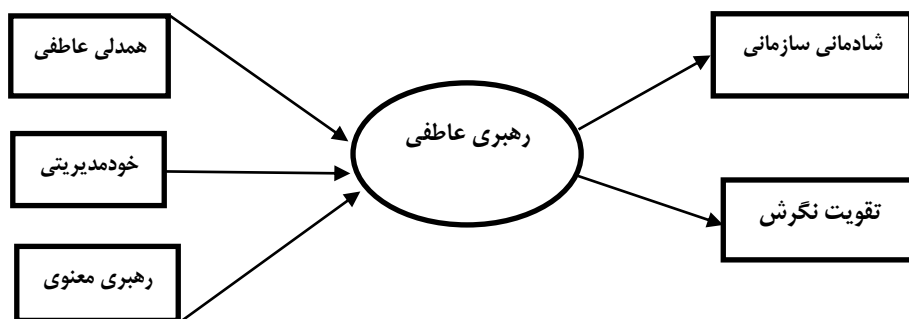 همدلی عاطفی
شادمانی سازمانی
رهبری عاطفی
خودمدیریتی
تقویت نگرش
رهبری معنوی